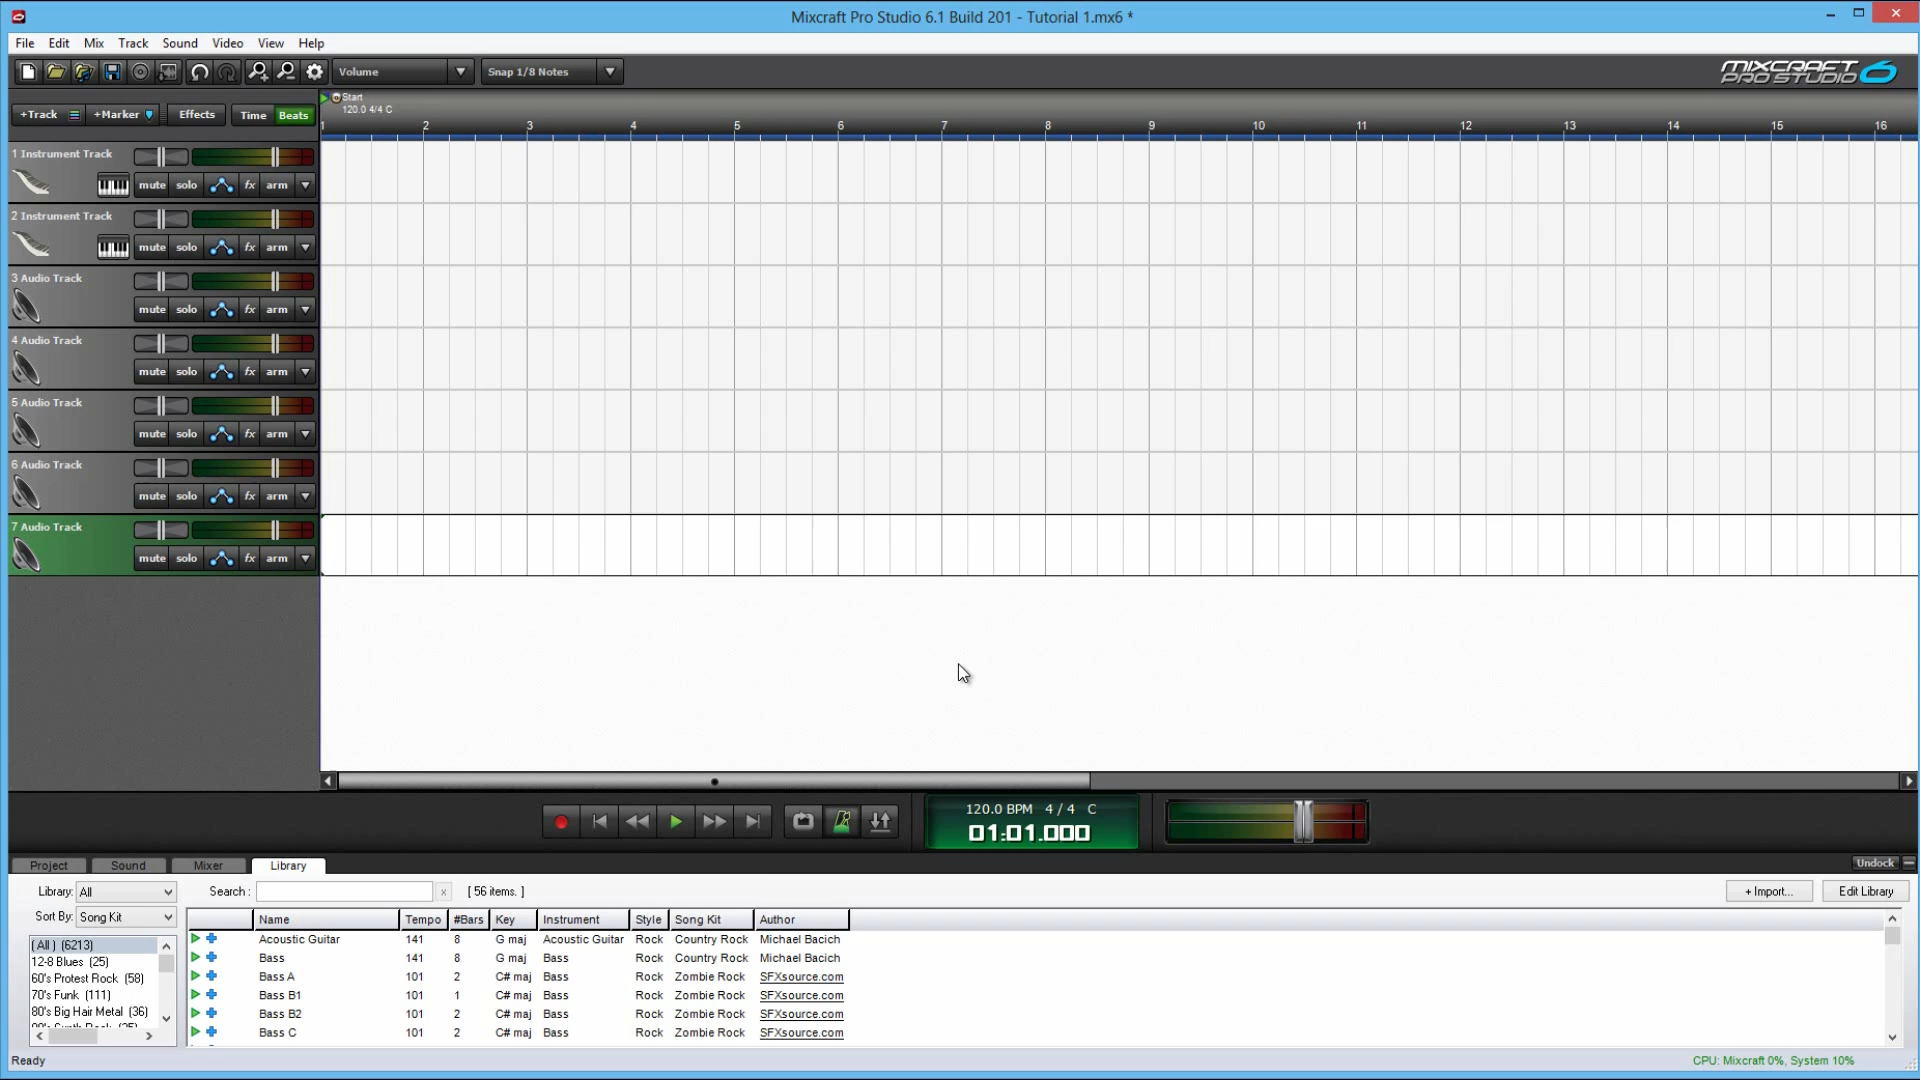 Mixcraft Pro Studio 6.1 Build 201 - Tutorial 1.mx6 *
File Edit Mix Track Sound Video View Help
Volume Snap 1/8 Notes
MIXCRAFT PRO STUDIO 6
+Track +Marker Effects Time Beats
Start
120.0 4/4 C
1 2 3 4 5 6 7 8 9 10 11 12 13 14 15 16
1 Instrument Track
mute solo fx arm
2 Instrument Track
mute solo fx arm
3 Audio Track
mute solo fx arm
4 Audio Track
mute solo fx arm
5 Audio Track
mute solo fx arm
6 Audio Track
mute solo fx arm
7 Audio Track
mute solo fx arm
120.0 BPM 4 / 4 C
01:01.000
Project Sound Mixer Library Undock
Library: All Search : x [ 56 items. ] + Import... Edit Library
Sort By: Song Kit
( All ) (6213)
12-8 Blues (25)
60's Protest Rock (58)
70's Funk (111)
80's Big Hair Metal (36)
Name Tempo #Bars Key Instrument Style Song Kit Author
Acoustic Guitar 141 8 G maj Acoustic Guitar Rock Country Rock Michael Bacich
Bass 141 8 G maj Bass Rock Country Rock Michael Bacich
Bass A 101 2 C# maj Bass Rock Zombie Rock SFXsource.com
Bass B1 101 1 C# maj Bass Rock Zombie Rock SFXsource.com
Bass B2 101 2 C# maj Bass Rock Zombie Rock SFXsource.com
Bass C 101 2 C# maj Bass Rock Zombie Rock SFXsource.com
Ready CPU: Mixcraft 0%, System 10%